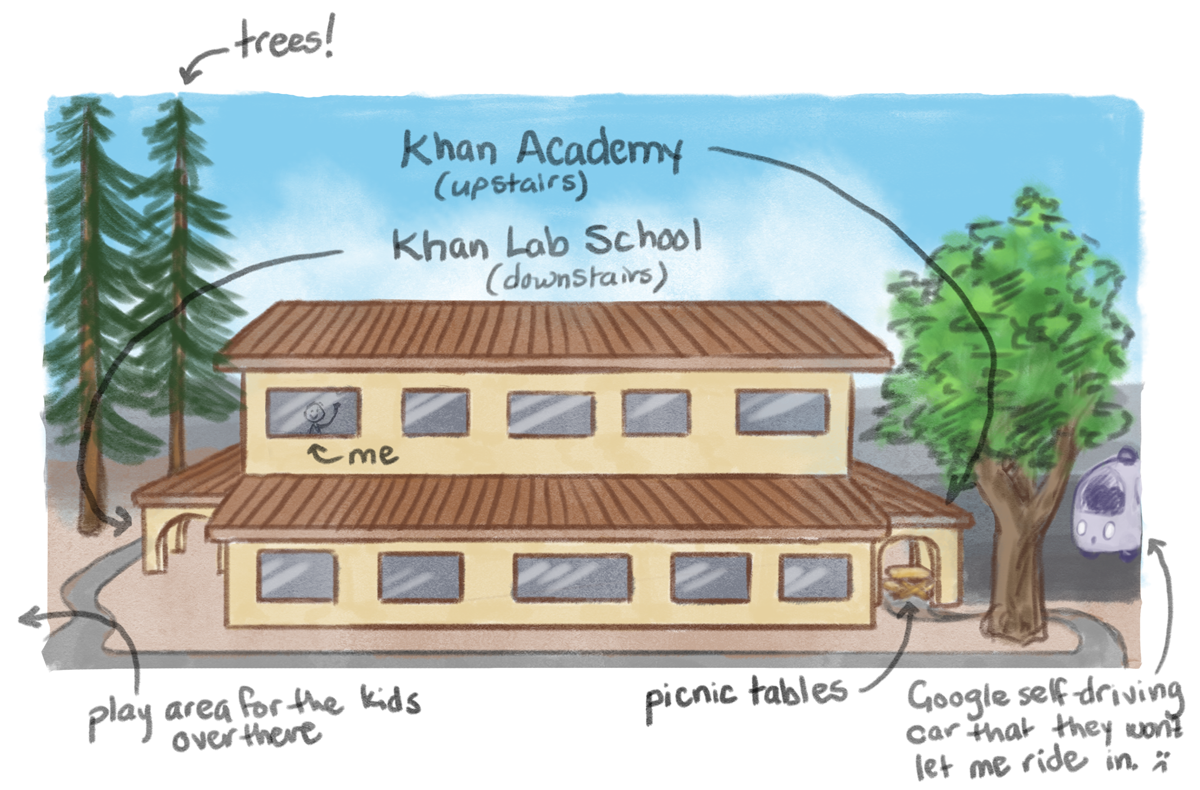 trees!
Khan Academy
(upstairs)
Khan Lab School
(downstairs)
me
play area for the kids
over there
picnic tables
Google self-driving
car that they wont
let me ride in. :(